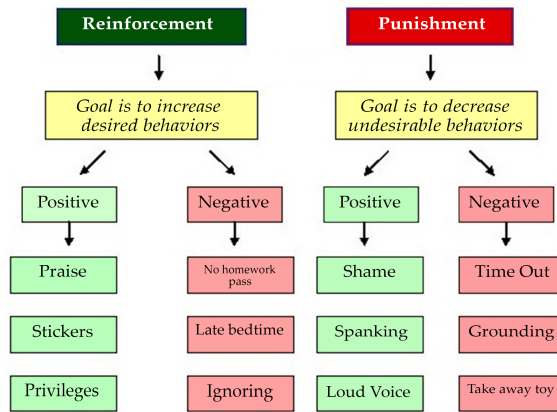 Reinforcement
Punishment
Goal is to increase
desired behaviors
Goal is to decrease
undesirable behaviors
Positive
Negative
Positive
Negative
Praise
No homework
pass
Shame
Time Out
Stickers
Late bedtime
Spanking
Grounding
Privileges
Ignoring
Loud Voice
Take away toy